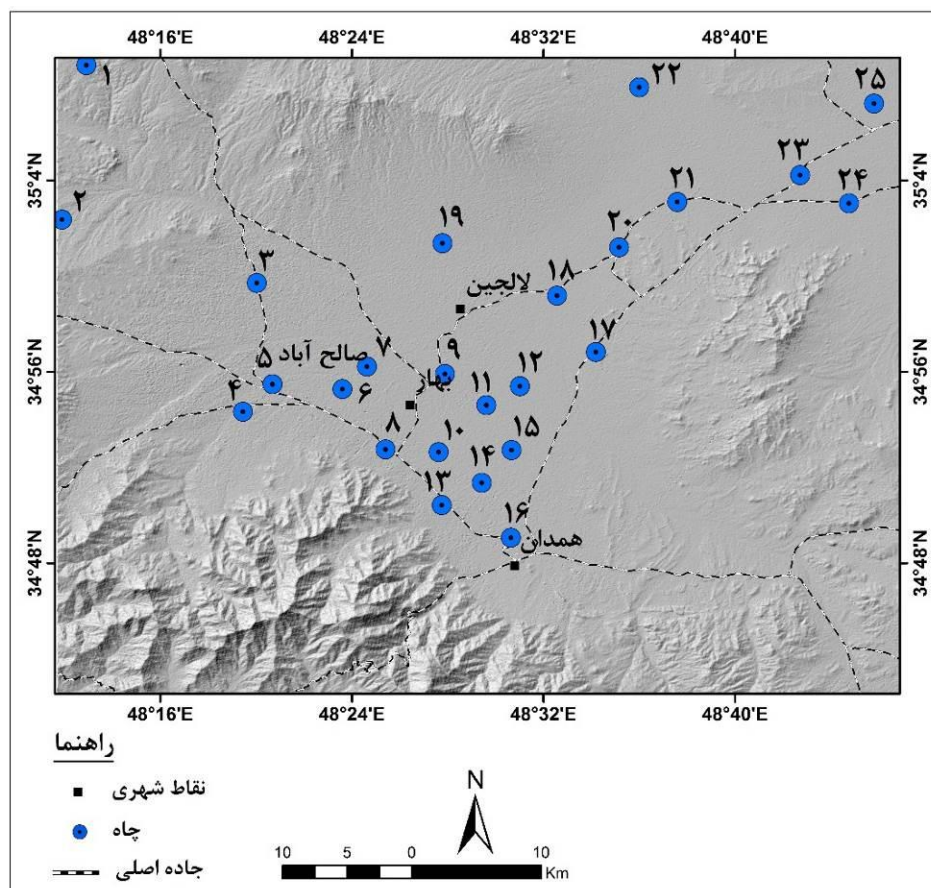 48°16'E 48°24'E 48°32'E 48°40'E
۱
۲۲
۲۵
35°4'N ۲۳ 35°4'N
۲
۲۱ ۲۴
۱۹
۲۰
۳
۱۸
لالجین
۱۷
34°56'N ۵ صالح آباد ۷ ۹ ۱۲ 34°56'N
۴ ۶ بهار ۱۱
۸ ۱۰ ۱۵
۱۴
۱۳
۱۶
همدان
34°48'N 34°48'N
48°16'E 48°24'E 48°32'E 48°40'E
راهنما
نقاط شهری
چاه
جاده اصلی
N
10 5 0 10
Km